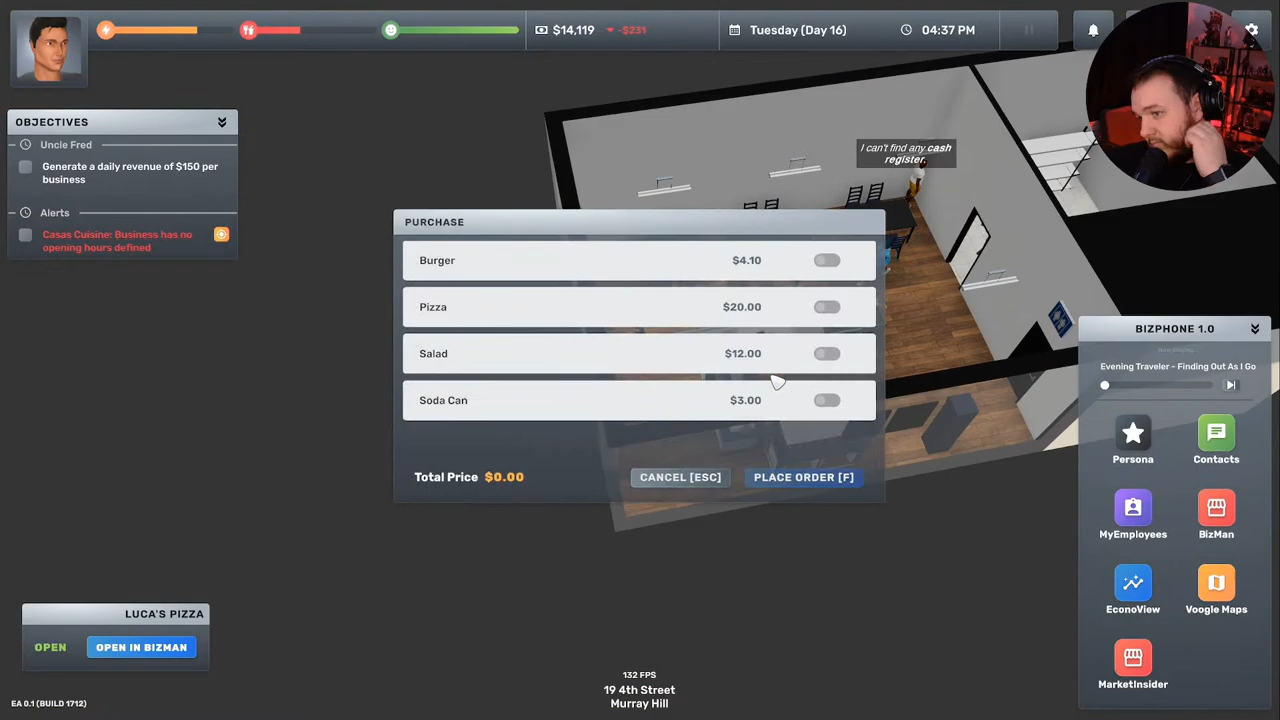 $14,119 -$231
Tuesday (Day 16)
04:37 PM
OBJECTIVES
Uncle Fred
Generate a daily revenue of $150 per
business
Alerts
Casas Cuisine: Business has no
opening hours defined
I can't find any cash
register.
PURCHASE
Burger $4.10
Pizza $20.00
Salad $12.00
Soda Can $3.00
Total Price $0.00
CANCEL [ESC]
PLACE ORDER [F]
BIZPHONE 1.0
Evening Traveler - Finding Out As I Go
Persona
Contacts
MyEmployees
BizMan
EconoView
Voogle Maps
MarketInsider
LUCA'S PIZZA
OPEN
OPEN IN BIZMAN
132 FPS
19 4th Street
Murray Hill
EA 0.1 (BUILD 1712)